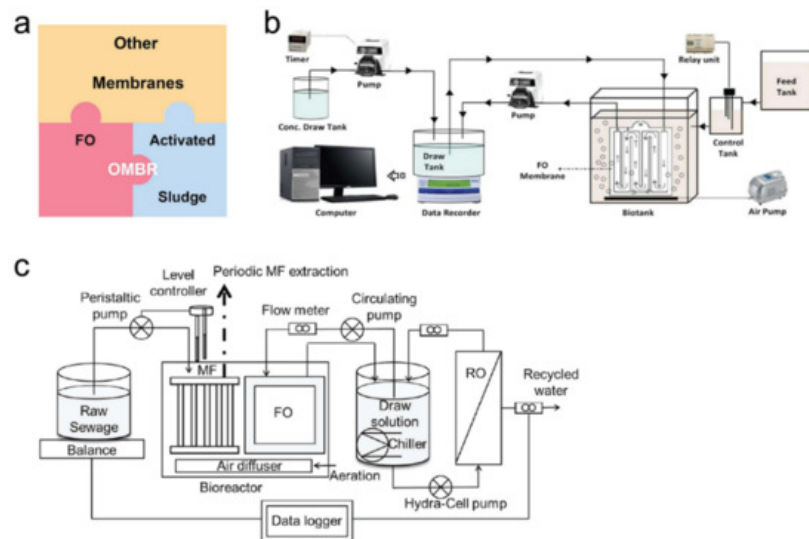 a
Other
Membranes
FO
Activated
OMBR
Sludge
b
Timer
Pump
Conc. Draw Tank
Draw
Tank
Computer
Data Recorder
Pump
Relay unit
Feed
Tank
Control
Tank
FO
Membrane
Biotank
Air Pump
c
Periodic MF extraction
Level
controller
Peristaltic
pump
Flow meter
Circulating
pump
MF
FO
RO
Recycled
water
Raw
Sewage
Draw
solution
Chiller
Balance
Air diffuser
Aeration
Bioreactor
Hydra-Cell pump
Data logger